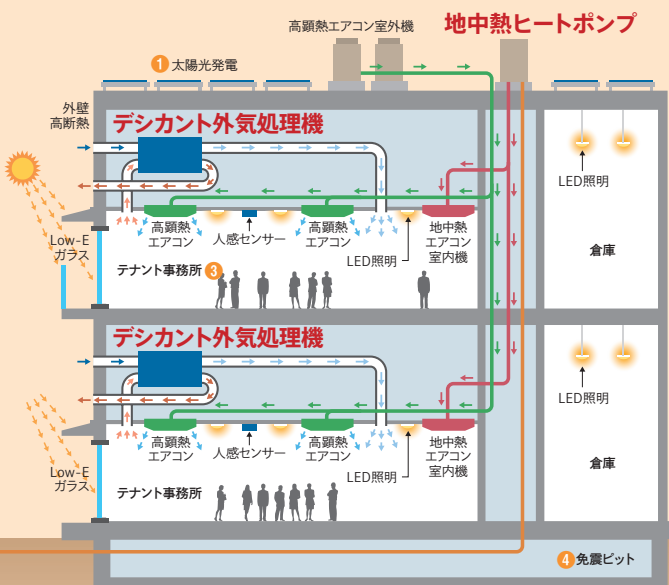 高顕熱エアコン室外機
地中熱ヒートポンプ
1 太陽光発電
外壁
高断熱
デシカント外気処理機
LED照明
Low-E
ガラス
高顕熱
エアコン
人感センサー
高顕熱
エアコン
LED照明
地中熱
エアコン
室内機
倉庫
テナント事務所 3
デシカント外気処理機
LED照明
Low-E
ガラス
高顕熱
エアコン
人感センサー
高顕熱
エアコン
LED照明
地中熱
エアコン
室内機
倉庫
テナント事務所
4 免震ピット